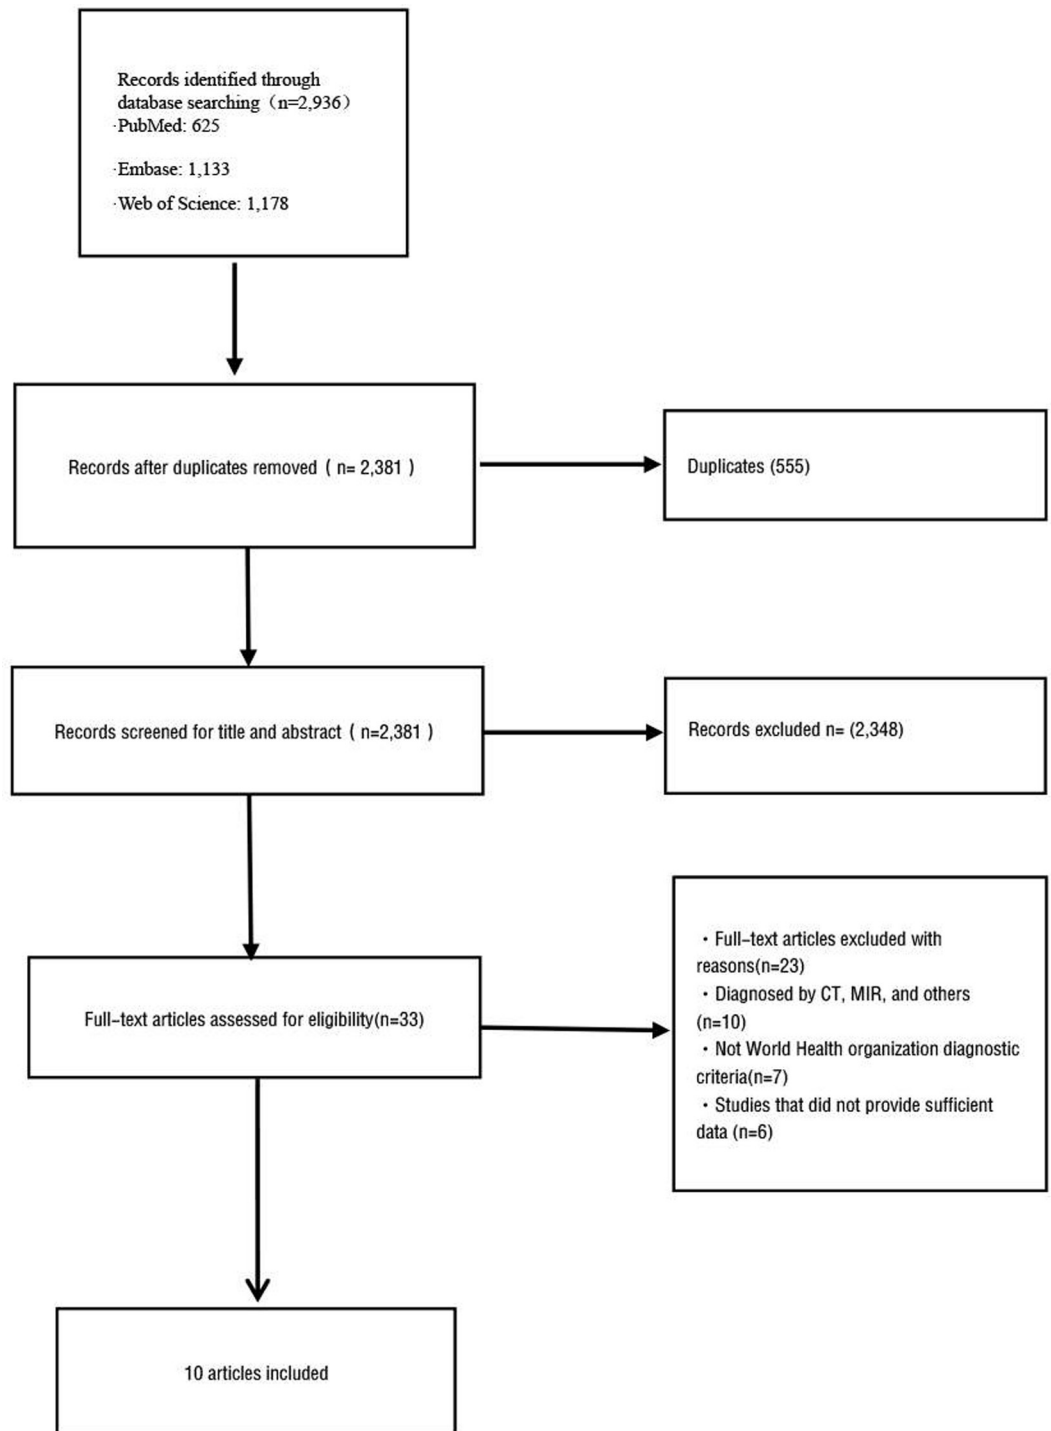 Records identified through
database searching（n=2,936）
·PubMed: 625
·Embase: 1,133
·Web of Science: 1,178
Records after duplicates removed ( n= 2,381 )
Duplicates (555)
Records screened for title and abstract ( n=2,381 )
Records excluded n= (2,348)
Full-text articles assessed for eligibility(n=33)
・Full-text articles excluded with
reasons(n=23)
・Diagnosed by CT, MIR, and others
(n=10)
・Not World Health organization diagnostic
criteria(n=7)
・Studies that did not provide sufficient
data (n=6)
10 articles included